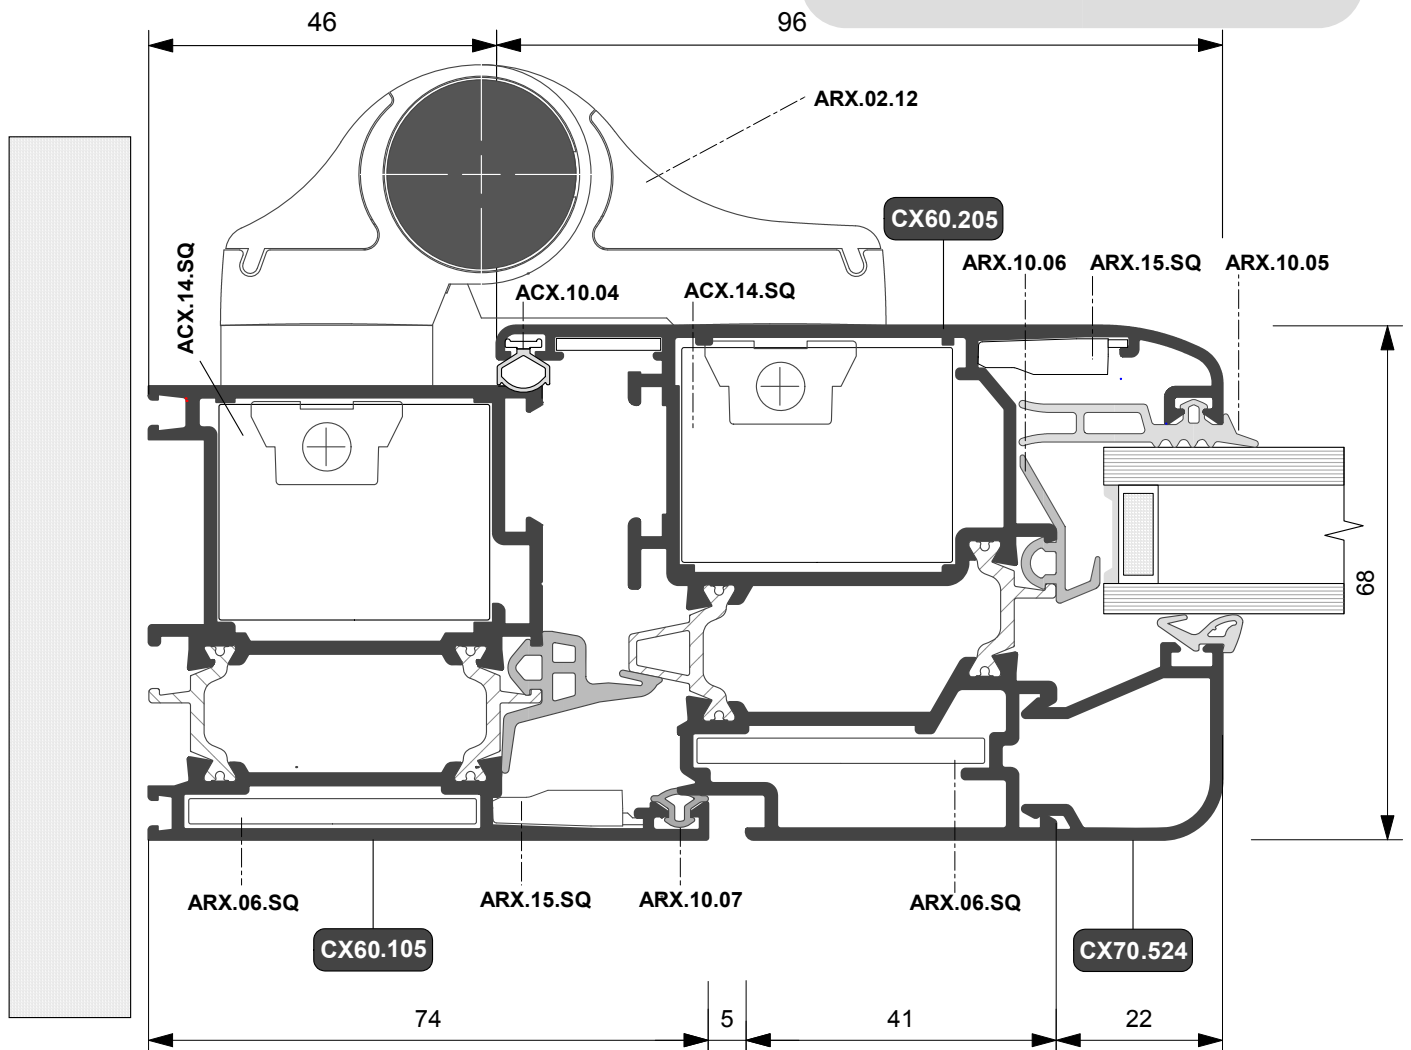 46
96
ARX.02.12
CX60.205
ACX.14.SQ
ACX.10.04
ACX.14.SQ
ARX.10.06
ARX.15.SQ
ARX.10.05
68
ARX.06.SQ
ARX.15.SQ
ARX.10.07
ARX.06.SQ
CX60.105
CX70.524
74
5
41
22